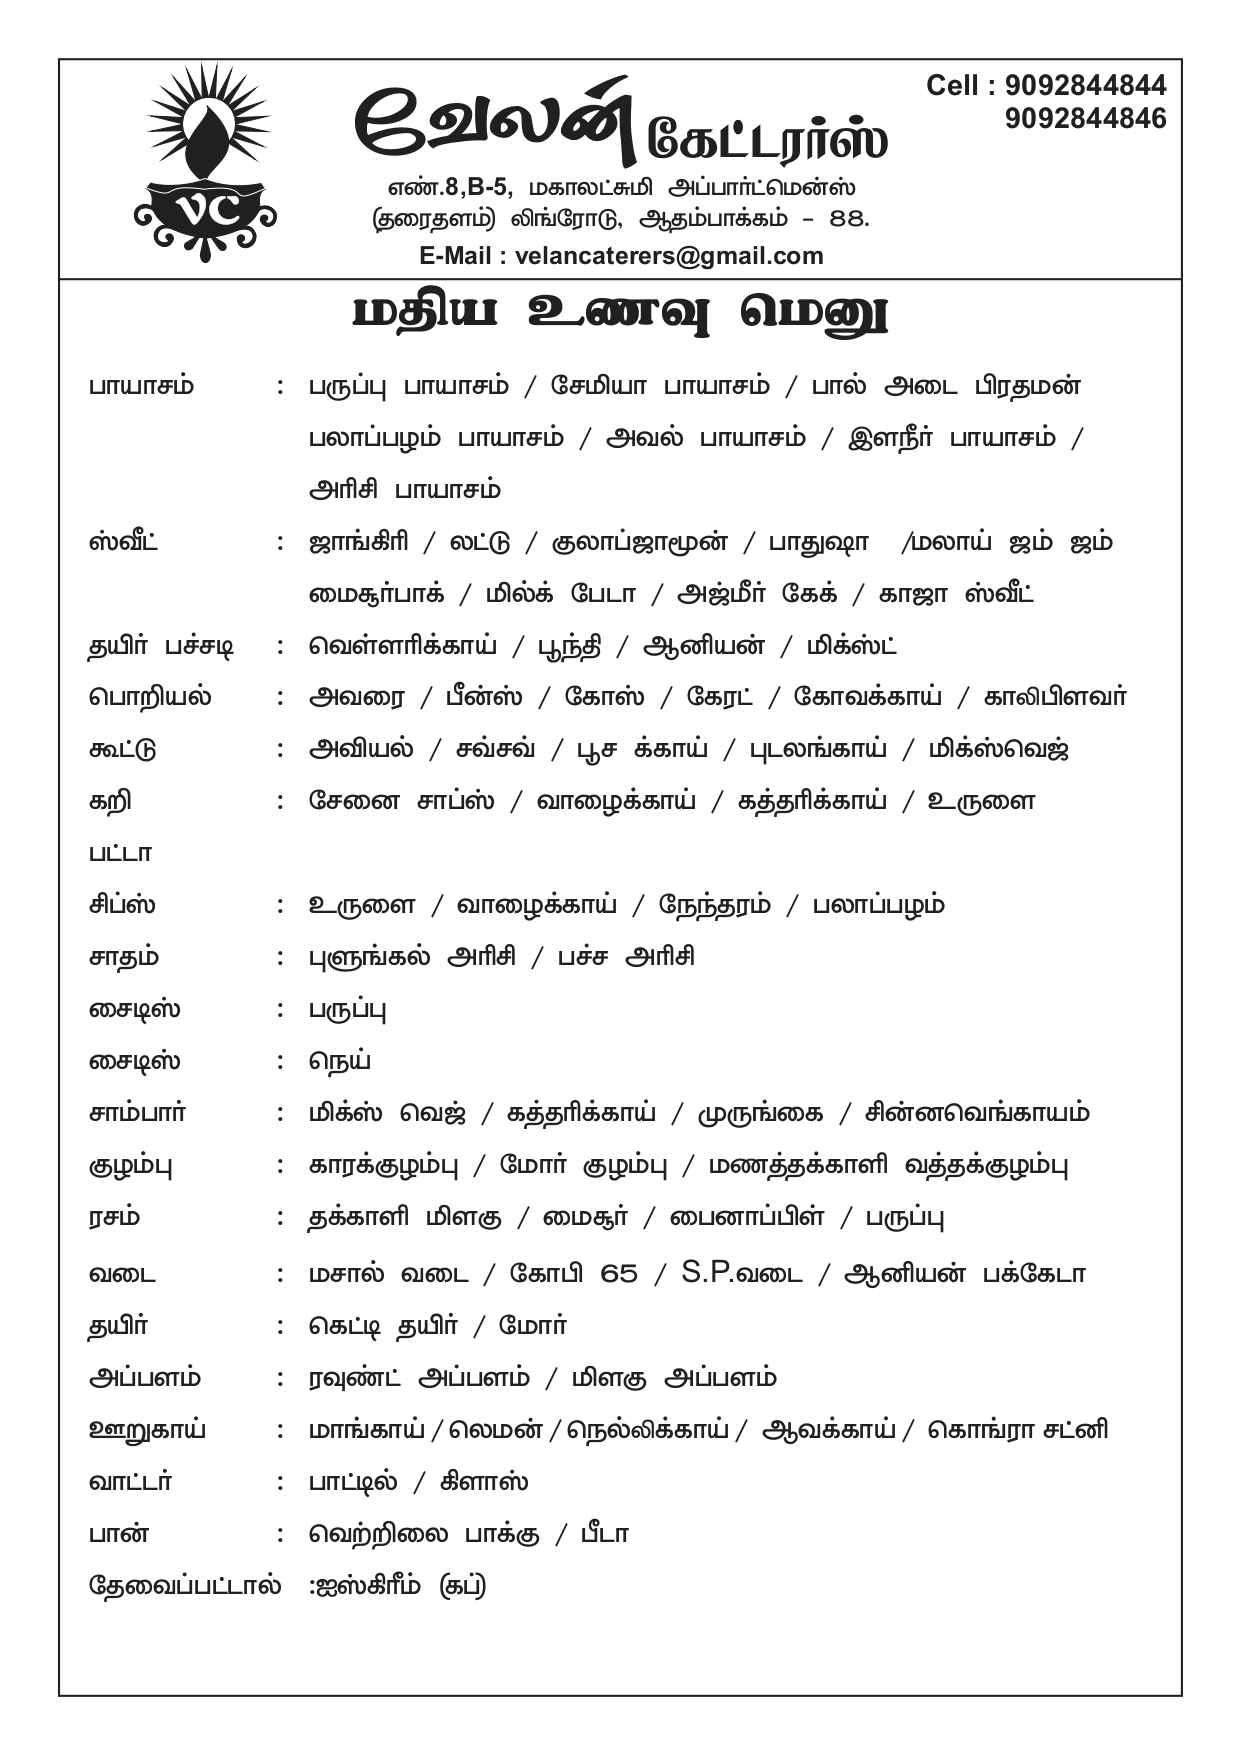 Cell : 9092844844
9092844846
வேலன் கேட்டரர்ஸ்
VC
எண்.8,B-5, மகாலட்சுமி அப்பார்ட்மென்ஸ்
(தரைதளம்) லிங்ரோடு, ஆதம்பாக்கம் - 88.
E-Mail : velancaterers@gmail.com
மதிய உணவு மெனு
பாயாசம் : பருப்பு பாயாசம் / சேமியா பாயாசம் / பால் அடை பிரதமன்
பலாப்பழம் பாயாசம் / அவல் பாயாசம் / இளநீர் பாயாசம் /
அரிசி பாயாசம்
ஸ்வீட் : ஜாங்கிரி / லட்டு / குலாப்ஜாமூன் / பாதுஷா /மலாய் ஜம் ஜம்
மைசூர்பாக் / மில்க் பேடா / அஜ்மீர் கேக் / காஜா ஸ்வீட்
தயிர் பச்சடி : வெள்ளரிக்காய் / பூந்தி / ஆனியன் / மிக்ஸ்ட்
பொறியல் : அவரை / பீன்ஸ் / கோஸ் / கேரட் / கோவக்காய் / காலிபிளவர்
கூட்டு : அவியல் / சவ்சவ் / பூச க்காய் / புடலங்காய் / மிக்ஸ்வெஜ்
கறி : சேனை சாப்ஸ் / வாழைக்காய் / கத்தரிக்காய் / உருளை
பட்டா
சிப்ஸ் : உருளை / வாழைக்காய் / நேந்தரம் / பலாப்பழம்
சாதம் : புளுங்கல் அரிசி / பச்ச அரிசி
சைடிஸ் : பருப்பு
சைடிஸ் : நெய்
சாம்பார் : மிக்ஸ் வெஜ் / கத்தரிக்காய் / முருங்கை / சின்னவெங்காயம்
குழம்பு : காரக்குழம்பு / மோர் குழம்பு / மணத்தக்காளி வத்தக்குழம்பு
ரசம் : தக்காளி மிளகு / மைசூர் / பைனாப்பிள் / பருப்பு
வடை : மசால் வடை / கோபி 65 / S.P.வடை / ஆனியன் பக்கேடா
தயிர் : கெட்டி தயிர் / மோர்
அப்பளம் : ரவுண்ட் அப்பளம் / மிளகு அப்பளம்
ஊறுகாய் : மாங்காய் / லெமன் / நெல்லிக்காய் / ஆவக்காய் / கொங்ரா சட்னி
வாட்டர் : பாட்டில் / கிளாஸ்
பான் : வெற்றிலை பாக்கு / பீடா
தேவைப்பட்டால் :ஐஸ்கிரீம் (கப்)